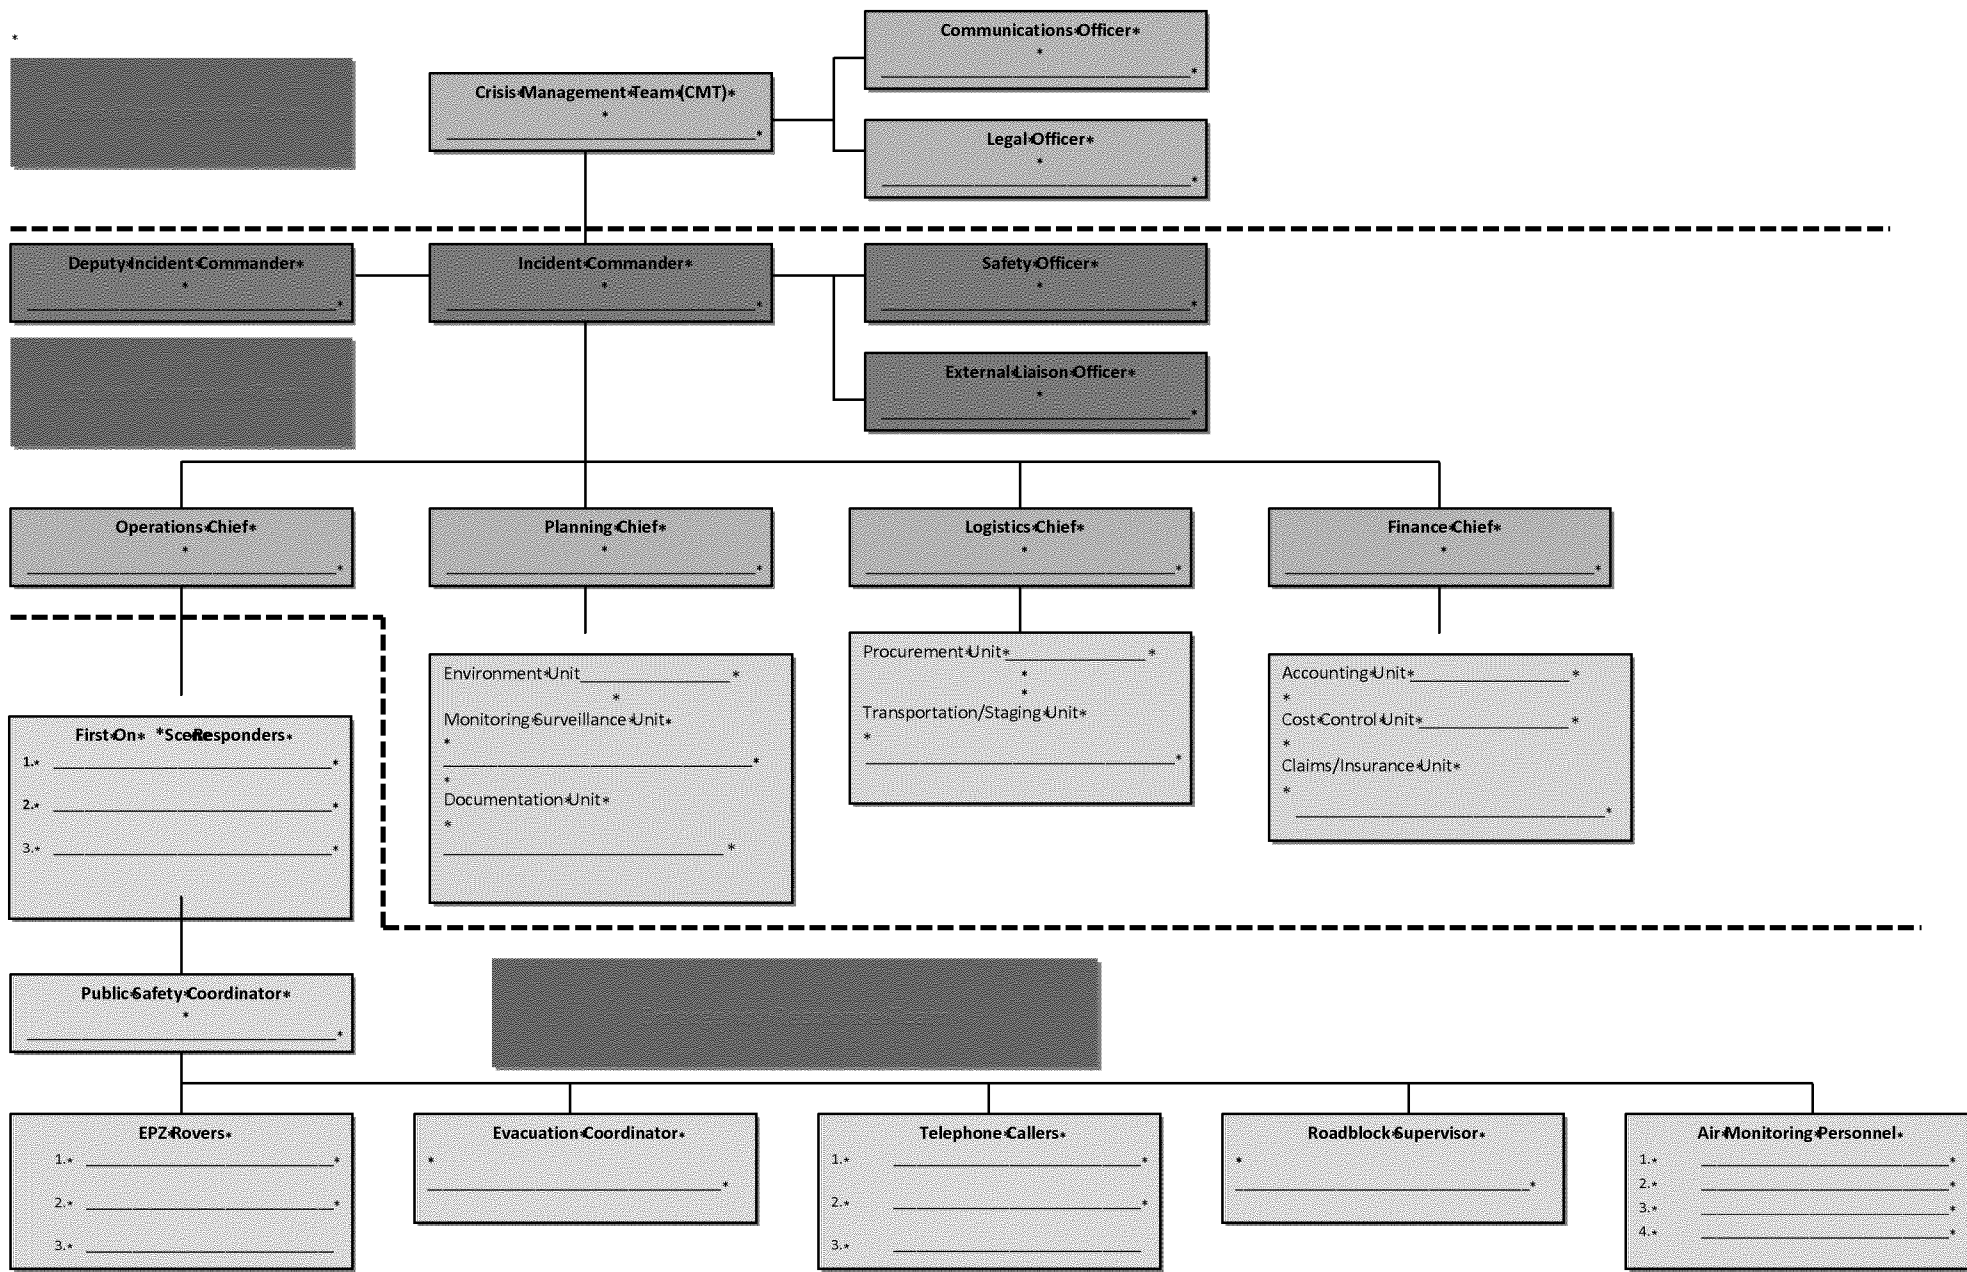 Communications Officer
Crisis Management Team (CMT)
Legal Officer
Deputy Incident Commander
Incident Commander
Safety Officer
External Liaison Officer
Operations Chief
Planning Chief
Logistics Chief
Finance Chief
First On Scene Responders
1.
2.
3.
Environment Unit
Monitoring Surveillance Unit
Documentation Unit
Procurement Unit
Transportation/Staging Unit
Accounting Unit
Cost Control Unit
Claims/Insurance Unit
Public Safety Coordinator
EPZ Rovers
1.
2.
3.
Evacuation Coordinator
Telephone Callers
1.
2.
3.
Roadblock Supervisor
Air Monitoring Personnel
1.
2.
3.
4.